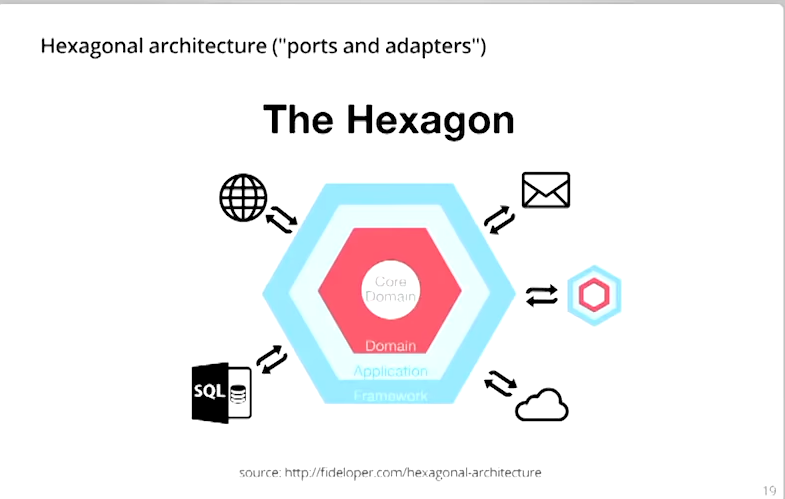 Hexagonal architecture ("ports and adapters")
The Hexagon
Core
Domain
Domain
Application
Framework
SQL
source: http://fideloper.com/hexagonal-architecture
19